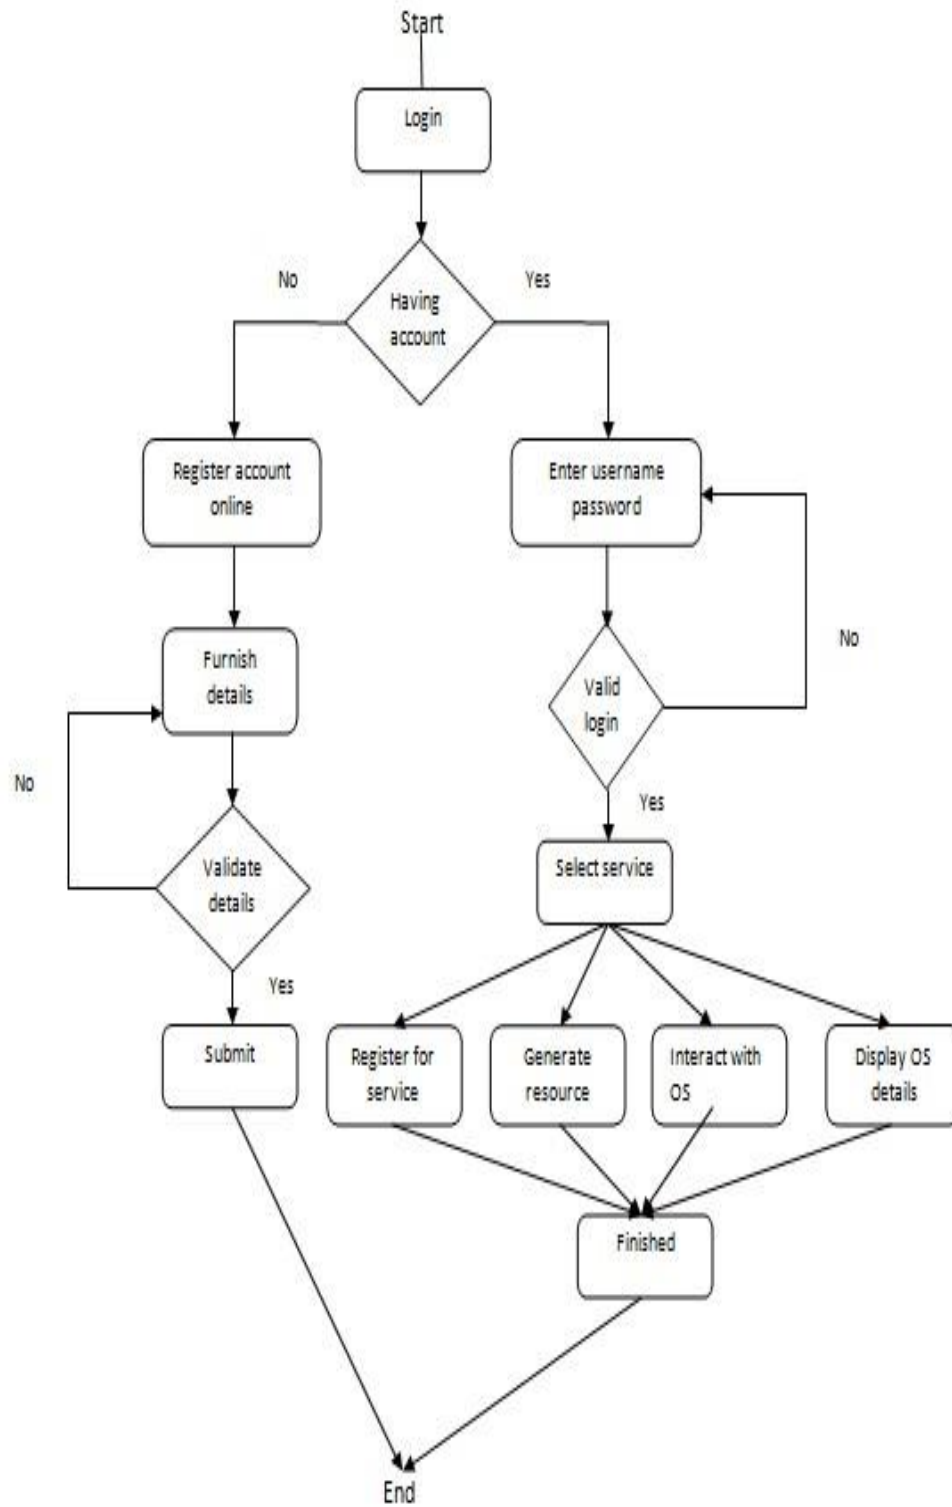 Start
Login
No
Yes
Having
account
Register account
online
Enter username
password
Furnish
details
No
Valid
login
No
Yes
Validate
details
Select service
Yes
Submit
Register for
service
Generate
resource
Interact with
OS
Display OS
details
Finished
End